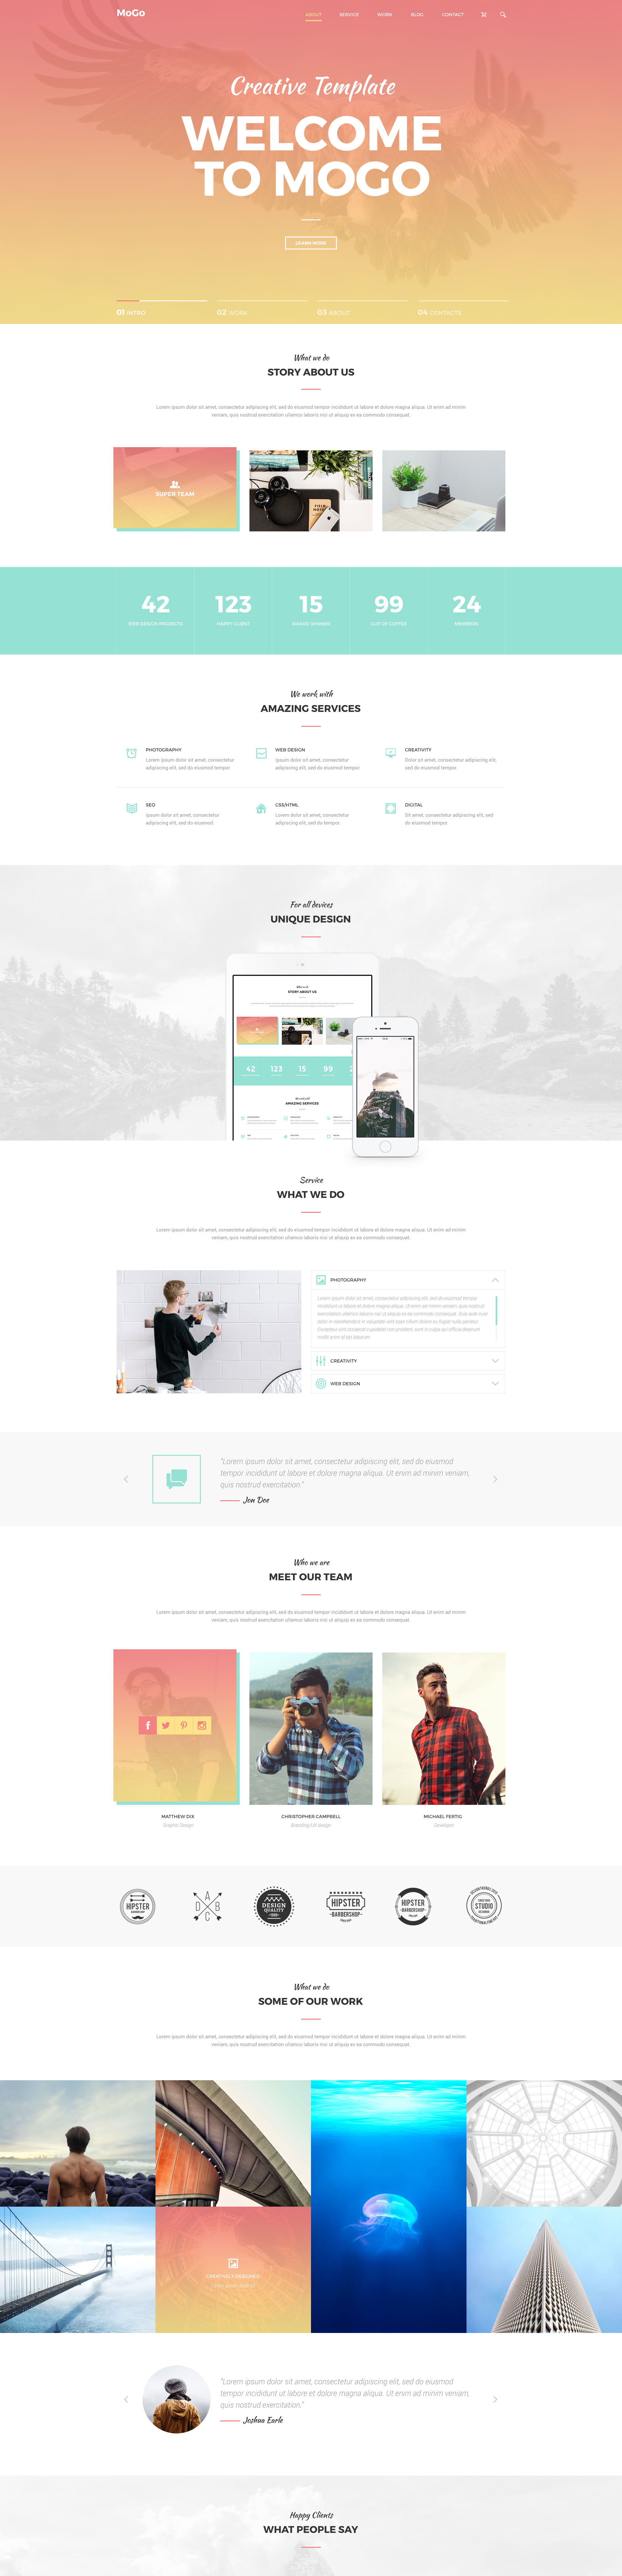 MoGo
ABOUT SERVICE WORK BLOG CONTACT
Creative Template
WELCOME
TO MOGO
LEARN MORE
01 INTRO 02 WORK 03 ABOUT 04 CONTACTS
What we do
STORY ABOUT US
Lorem ipsum dolor sit amet, consectetur adipiscing elit, sed do eiusmod tempor incididunt ut labore et dolore magna aliqua. Ut enim ad minim
veniam, quis nostrud exercitation ullamco laboris nisi ut aliquip ex ea commodo consequat.
SUPER TEAM
FIELD NOTES
42 123 15 99 24
WEB DESIGN PROJECTS HAPPY CLIENT AWARD WINNER CUP OF COFFEE MEMBERS
We work with
AMAZING SERVICES
PHOTOGRAPHY
Lorem ipsum dolor sit amet, consectetur
adipiscing elit, sed do eiusmod tempor.
WEB DESIGN
Lorem ipsum dolor sit amet, consectetur
adipiscing elit, sed do eiusmod tempor.
CREATIVITY
Dolor sit amet, consectetur adipiscing elit,
sed do eiusmod tempor.
SEO
Ipsum dolor sit amet, consectetur
adipiscing elit, sed do eiusmod.
CSS/HTML
Lorem dolor sit amet, consectetur
adipiscing elit, sed do tempor.
DIGITAL
Sit amet, consectetur adipiscing elit, sed
do eiusmod tempor.
For all devices
UNIQUE DESIGN
STORY ABOUT US
42 123 15 99
AMAZING SERVICES
Service
WHAT WE DO
Lorem ipsum dolor sit amet, consectetur adipiscing elit, sed do eiusmod tempor incididunt ut labore et dolore magna aliqua. Ut enim ad minim
veniam, quis nostrud exercitation ullamco laboris nisi ut aliquip ex ea commodo consequat.
PHOTOGRAPHY
Lorem ipsum dolor sit amet, consectetur adipiscing elit, sed do eiusmod tempor
incididunt ut labore et dolore magna aliqua. Ut enim ad minim veniam, quis nostrud
exercitation ullamco laboris nisi ut aliquip ex ea commodo consequat. Duis aute irure
dolor in reprehenderit in voluptate velit esse cillum dolore eu fugiat nulla pariatur.
Excepteur sint occaecat cupidatat non proident, sunt in culpa qui officia deserunt
mollit anim id est laborum.
CREATIVITY
WEB DESIGN
“Lorem ipsum dolor sit amet, consectetur adipiscing elit, sed do eiusmod
tempor incididunt ut labore et dolore magna aliqua. Ut enim ad minim veniam,
quis nostrud exercitation.”
Jon Doe
Who we are
MEET OUR TEAM
Lorem ipsum dolor sit amet, consectetur adipiscing elit, sed do eiusmod tempor incididunt ut labore et dolore magna aliqua. Ut enim ad minim
veniam, quis nostrud exercitation ullamco laboris nisi ut aliquip ex ea commodo consequat.
MATTHEW DIX
Graphic Design
CHRISTOPHER CAMPBELL
Branding/UX design
MICHAEL FERTIG
Developer
HIPSTER
BARBERSHOP
A
D B
C
DESIGN
QUALITY
HIPSTER
BARBERSHOP
HIPSTER
BARBERSHOP
STUDIO
What we do
SOME OF OUR WORK
Lorem ipsum dolor sit amet, consectetur adipiscing elit, sed do eiusmod tempor incididunt ut labore et dolore magna aliqua. Ut enim ad minim
veniam, quis nostrud exercitation ullamco laboris nisi ut aliquip ex ea commodo consequat.
CREATIVELY DESIGNED
“Lorem ipsum dolor sit amet, consectetur adipiscing elit, sed do eiusmod
tempor incididunt ut labore et dolore magna aliqua. Ut enim ad minim veniam,
quis nostrud exercitation.”
Joshua Earle
Happy Clients
WHAT PEOPLE SAY